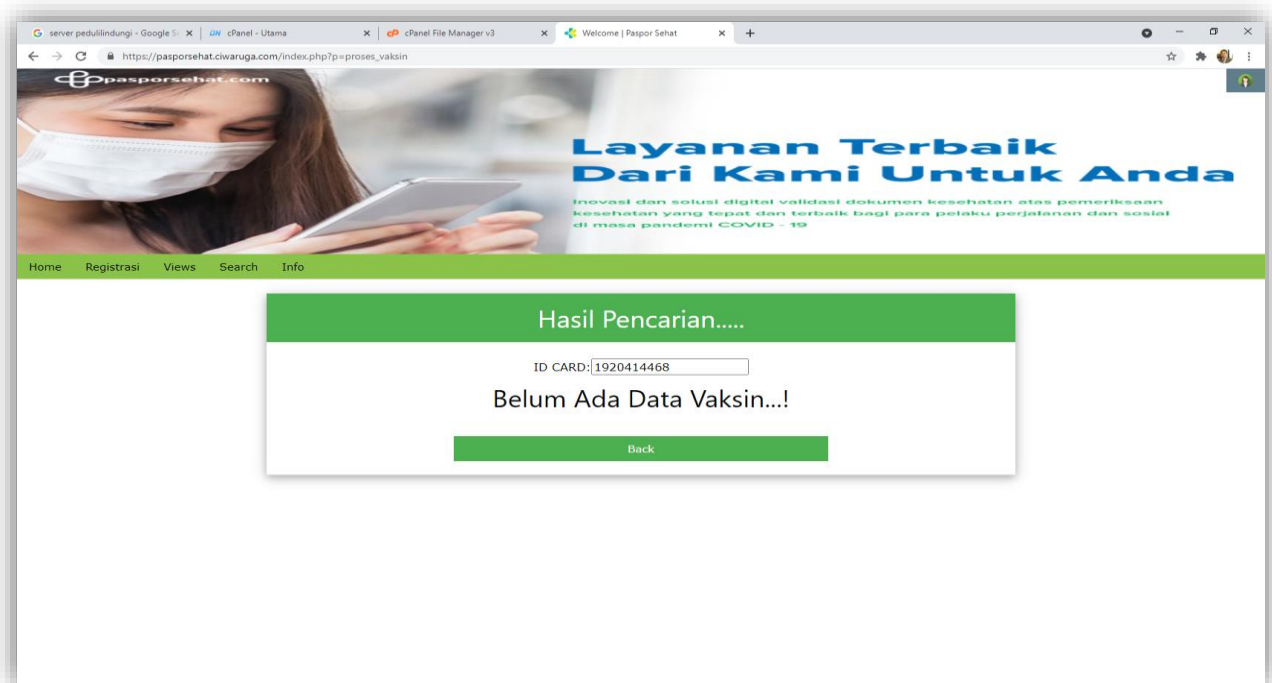 server pedulilindungi - Google S
cPanel - Utama
cPanel File Manager v3
Welcome | Paspor Sehat
https://pasporsehat.ciwaruga.com/index.php?p=proses_vaksin
pasporsehat.com
Layanan Terbaik
Dari Kami Untuk Anda
Inovasi dan solusi digital validasi dokumen kesehatan atas pemeriksaan
kesehatan yang tepat dan terbaik bagi para pelaku perjalanan dan sosial
di masa pandemi COVID - 19
Home Registrasi Views Search Info
Hasil Pencarian.....
ID CARD: 1920414468
Belum Ada Data Vaksin...!
Back